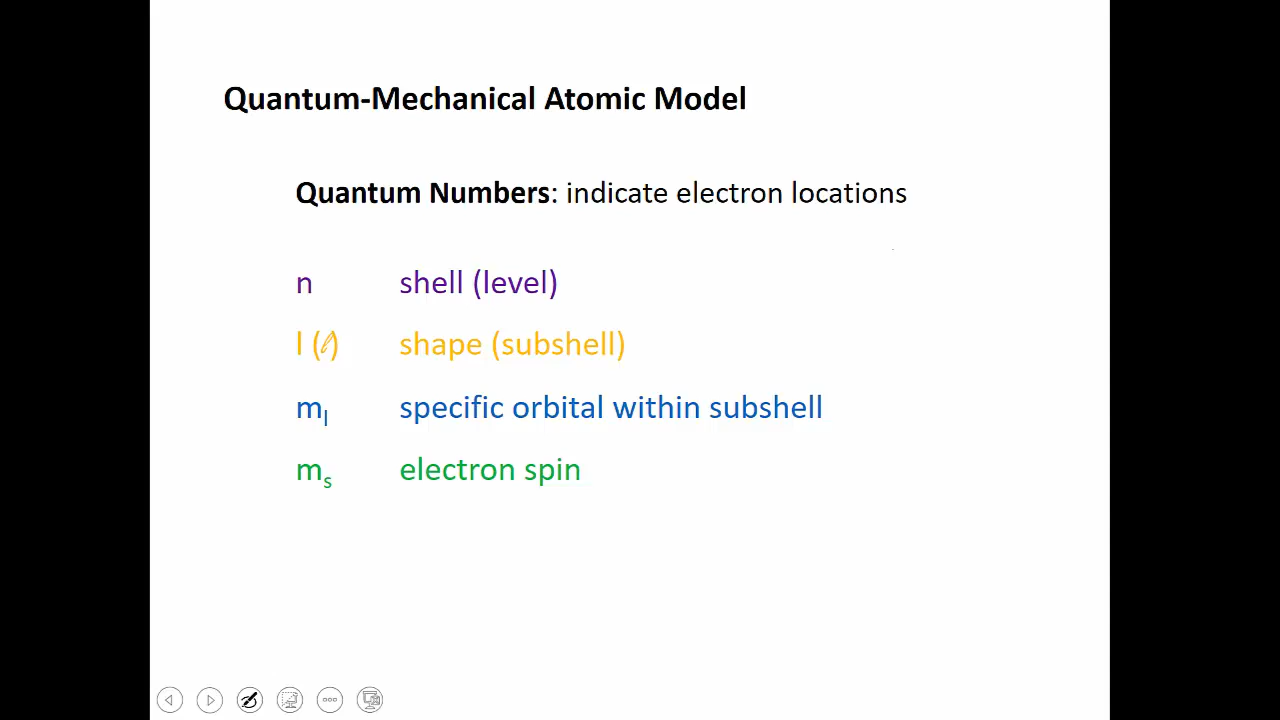 Quantum-Mechanical Atomic Model
Quantum Numbers: indicate electron locations
n shell (level)
l (ℓ) shape (subshell)
mₗ specific orbital within subshell
mₛ electron spin